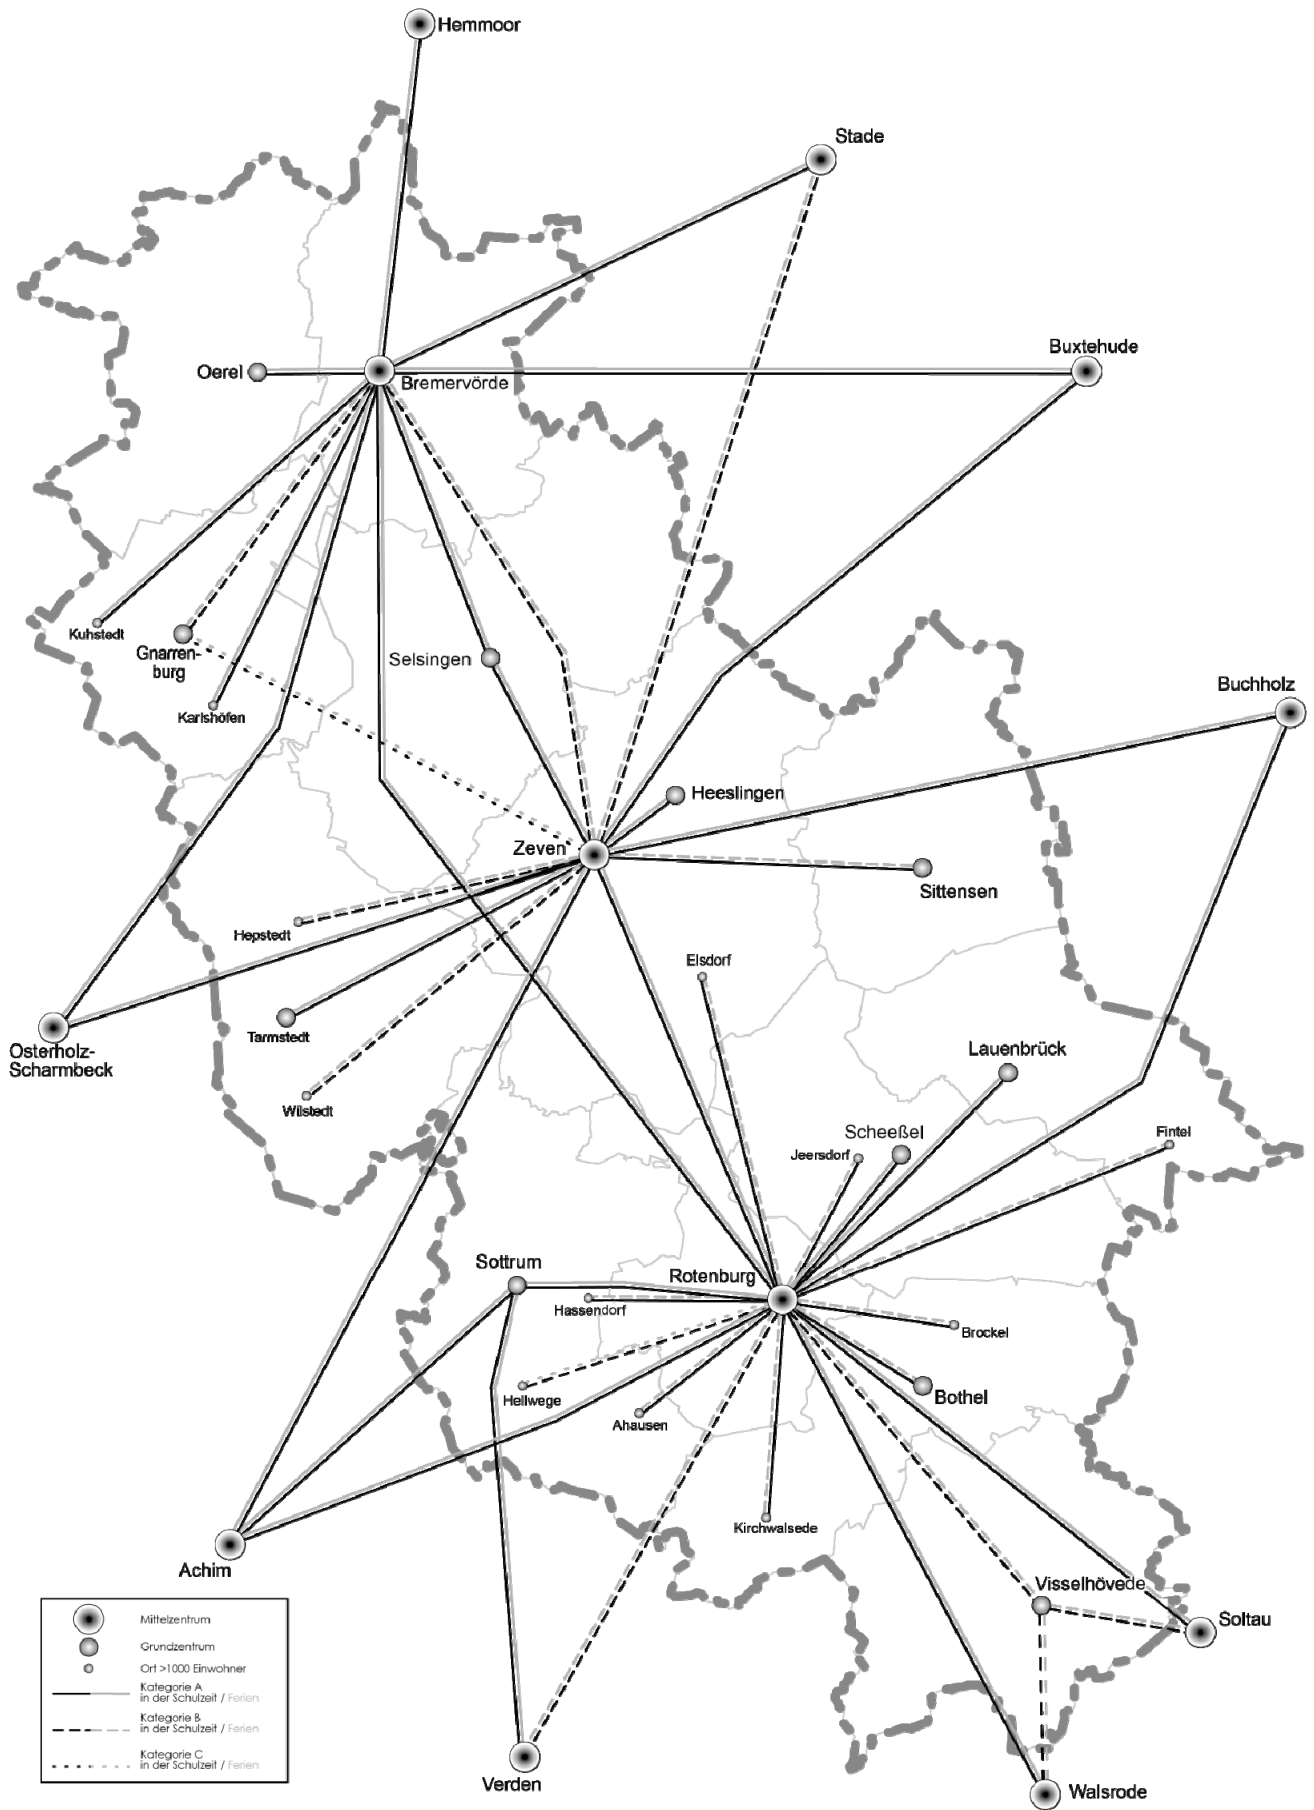 Hemmoor
Stade
Buxtehude
Oerel
Bremervörde
Kuhstedt
Gnarren-
burg
Selsingen
Karlshöfen
Buchholz
Heeslingen
Zeven
Sittensen
Hepstedt
Elsdorf
Tarmstedt
Osterholz-
Scharmbeck
Lauenbrück
Wilstedt
Scheeßel
Fintel
Jeersdorf
Sottrum
Rotenburg
Hassendorf
Brockel
Hellwege
Bothel
Ahausen
Kirchwalsede
Achim
Visselhövede
Soltau
Verden
Walsrode
Mittelzentrum
Grundzentrum
Ort >1000 Einwohner
Kategorie A
in der Schulzeit / Ferien
Kategorie B
in der Schulzeit / Ferien
Kategorie C
in der Schulzeit / Ferien